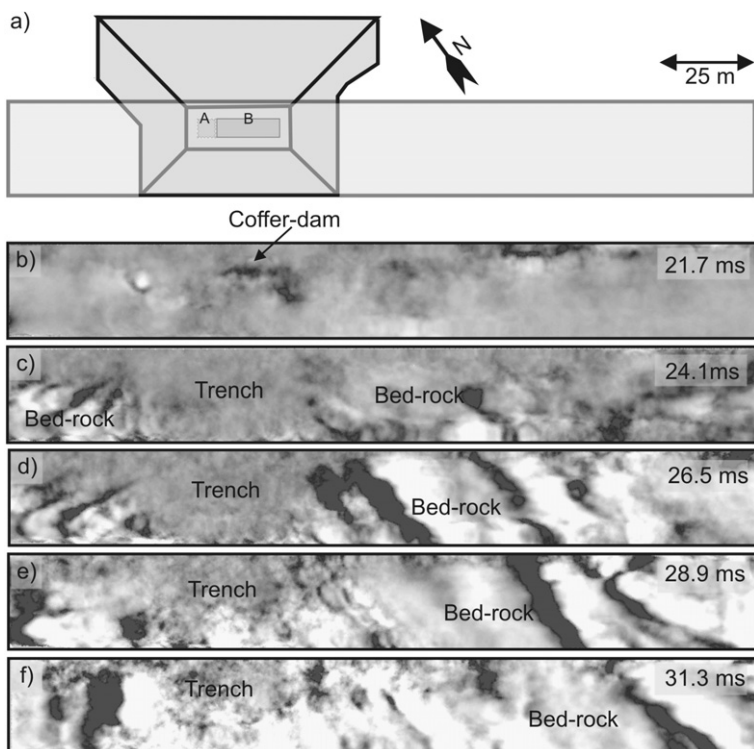 a)
N
25 m
A
B
Coffer-dam
b)
21.7 ms
c)
24.1ms
Trench
Bed-rock
Bed-rock
d)
26.5 ms
Trench
Bed-rock
e)
28.9 ms
Trench
Bed-rock
f)
31.3 ms
Trench
Bed-rock